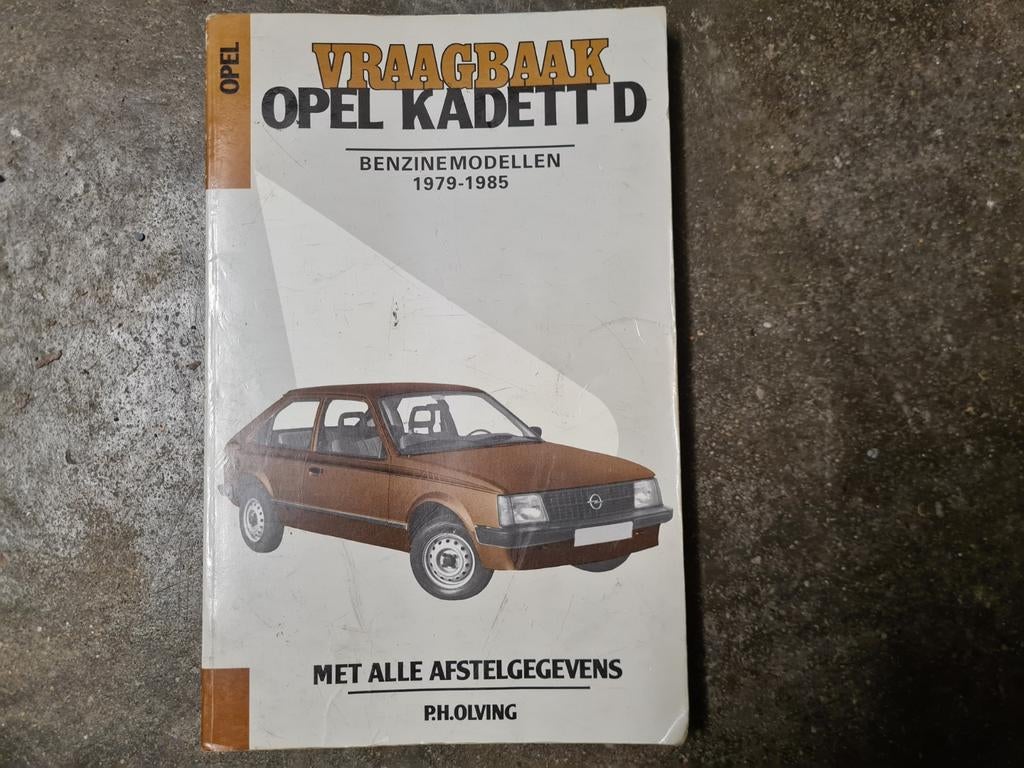 OPEL
VRAAGBAAK
OPEL KADETT D
BENZINEMODELLEN
1979-1985
MET ALLE AFSTELGEGEVENS
P.H.OLVING